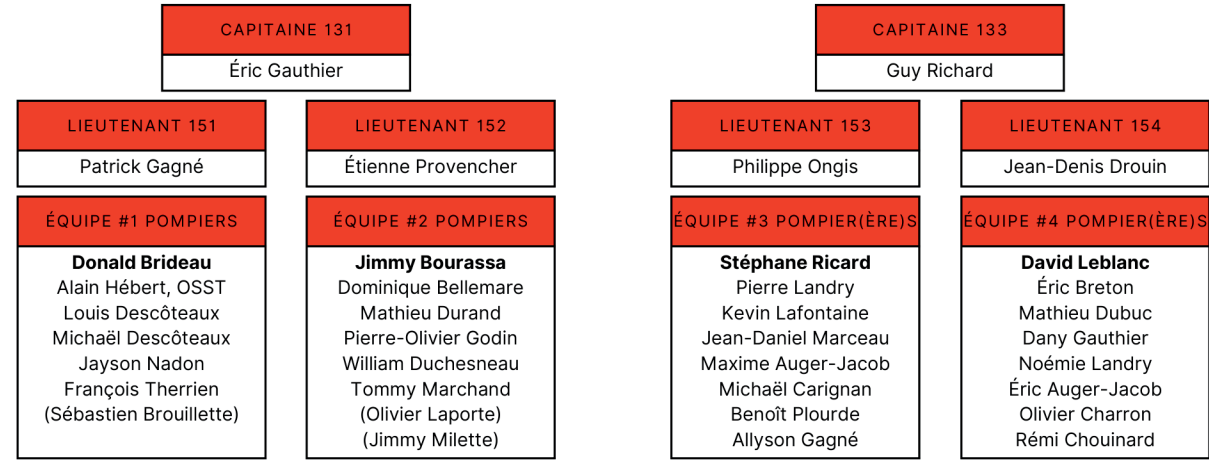 CAPITAINE 131
Éric Gauthier
LIEUTENANT 151
Patrick Gagné
ÉQUIPE #1 POMPIERS
Donald Brideau
Alain Hébert, OSST
Louis Descôteaux
Michaël Descôteaux
Jayson Nadon
François Therrien
(Sébastien Brouillette)
LIEUTENANT 152
Étienne Provencher
ÉQUIPE #2 POMPIERS
Jimmy Bourassa
Dominique Bellemare
Mathieu Durand
Pierre-Olivier Godin
William Duchesneau
Tommy Marchand
(Olivier Laporte)
(Jimmy Milette)
CAPITAINE 133
Guy Richard
LIEUTENANT 153
Philippe Ongis
ÉQUIPE #3 POMPIER(ÈRE)S
Stéphane Ricard
Pierre Landry
Kevin Lafontaine
Jean-Daniel Marceau
Maxime Auger-Jacob
Michaël Carignan
Benoît Plourde
Allyson Gagné
LIEUTENANT 154
Jean-Denis Drouin
ÉQUIPE #4 POMPIER(ÈRE)S
David Leblanc
Éric Breton
Mathieu Dubuc
Dany Gauthier
Noémie Landry
Éric Auger-Jacob
Olivier Charron
Rémi Chouinard